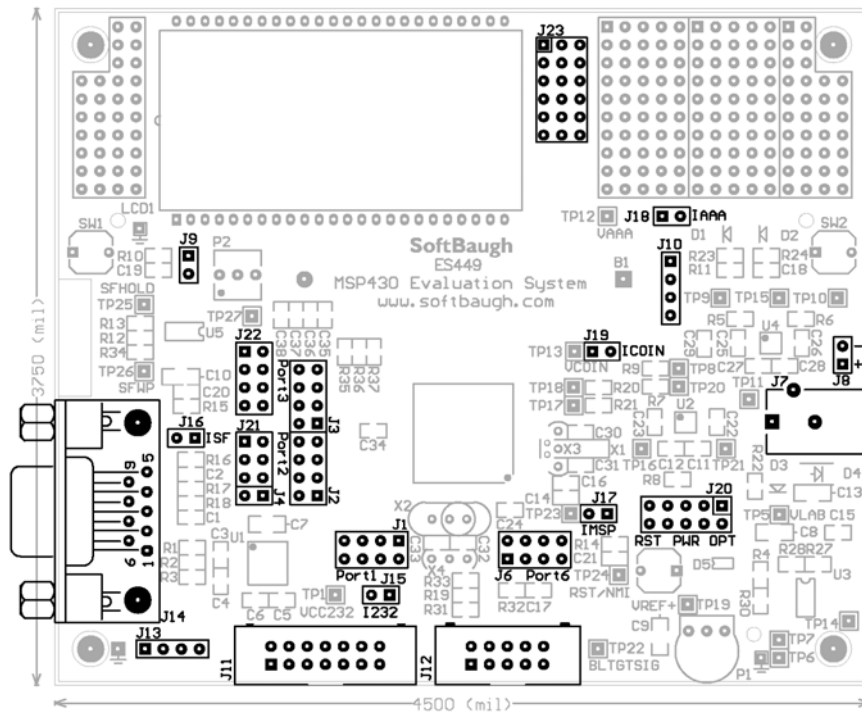 J23
LCD1
TP12
VAAA
J18 IAAA
SW1
SW2
J9
P2
D1
D2
SoftBaugh
ES449
MSP430 Evaluation System
www.softbaugh.com
B1
J10
R10
C19
R23
R11
R24
C18
SFHOLD
TP25
TP27
TP9
TP15
TP10
R13
R12
R34
U5
C38
C37
C36
C35
R5
R6
U4
TP26
SFWP
J22
Port3
J3
R35
R36
R37
J19
TP13
ICOIN
VCOIN
C29
C25
C26
C27
C28
J8
-
+
J7
3750 (mil)
C10
C20
R15
TP18
TP17
R20
R21
R9
R7
TP8
TP20
U2
TP11
J16
ISF
J21
Port2
J4
J2
C34
C30
C31
X3
X1
C23
C22
TP16
C12
C11
TP21
R8
R22
D3
D4
R16
C2
R17
R18
C1
C16
C14
TP23
J17
IMSP
J20
RST PWR OPT
C13
TP5
VLAB
C15
C8
9
5
6
1
J14
R1
R2
R3
U1
C3
C4
C7
X2
C33
C32
X4
C24
J1
Port1
J6 Port6
R14
C21
TP24
RST/NMI
D5
R4
R28
R27
U3
R30
TP1
VCC232
J15
I232
R33
R19
R31
R32
C17
VREF+
TP19
C9
TP14
C6
C5
J13
J11
J12
TP22
BLTGTSIG
P1
TP7
TP6
4500 (mil)